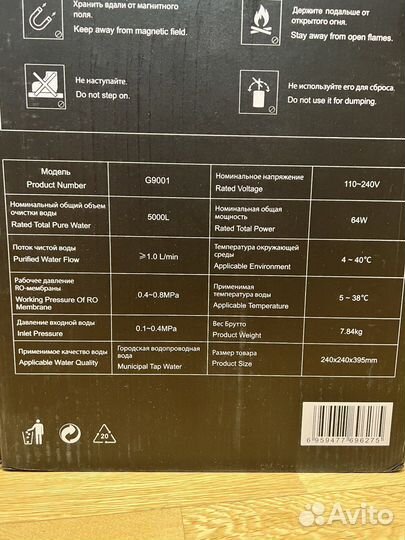 Хранить вдали от магнитного
поля.
Keep away from magnetic field.
Держите подальше от
открытого огня.
Stay away from open flames.
Не наступайте.
Do not step on.
Не используйте его для сброса.
Do not use it for dumping.
Модель
Product Number
G9001
Номинальное напряжение
Rated Voltage
110~240V
Номинальный общий объем
очистки воды
Rated Total Pure Water
5000L
Номинальная общая
мощность
Rated Total Power
64W
Поток чистой воды
Purified Water Flow
⩾1.0 L/min
Температура окружающей
среды
Applicable Environment
4 ~ 40℃
Рабочее давление
RO-мембраны
Working Pressure Of RO
Membrane
0.4~0.8MPa
Применимая
температура воды
Applicable Temperature
5 ~ 38℃
Давление входной воды
Inlet Pressure
0.1~0.4MPa
Вес Брутто
Product Weight
7.84kg
Применимое качество воды
Applicable Water Quality
Городская водопроводная
вода
Municipal Tap Water
Размер товара
Product Size
240x240x395mm
20
6 959477 696275
Avito